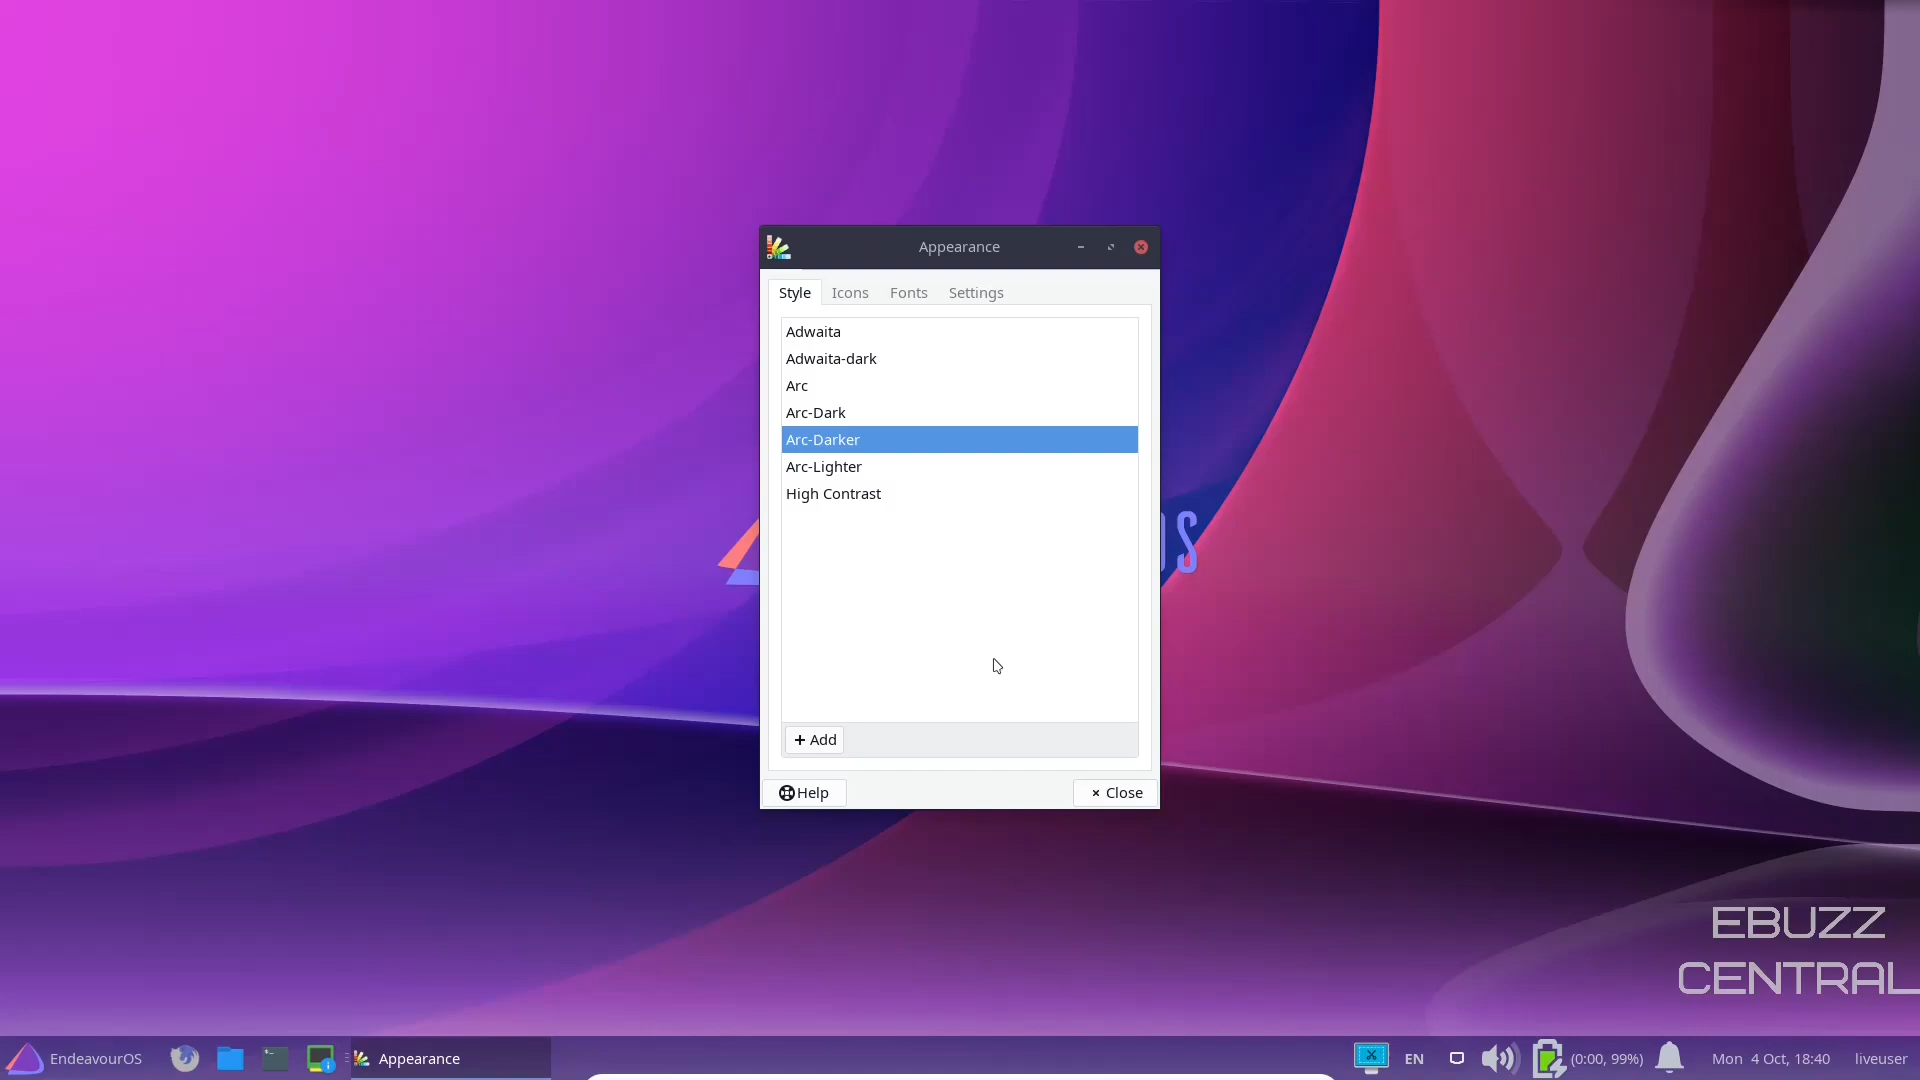 Appearance
Style Icons Fonts Settings
Adwaita
Adwaita-dark
Arc
Arc-Dark
Arc-Darker
Arc-Lighter
High Contrast
OS
+ Add
Help
× Close
EBUZZ
CENTRAL
EndeavourOS Appearance EN (0:00, 99%) Mon 4 Oct, 18:40 liveuser